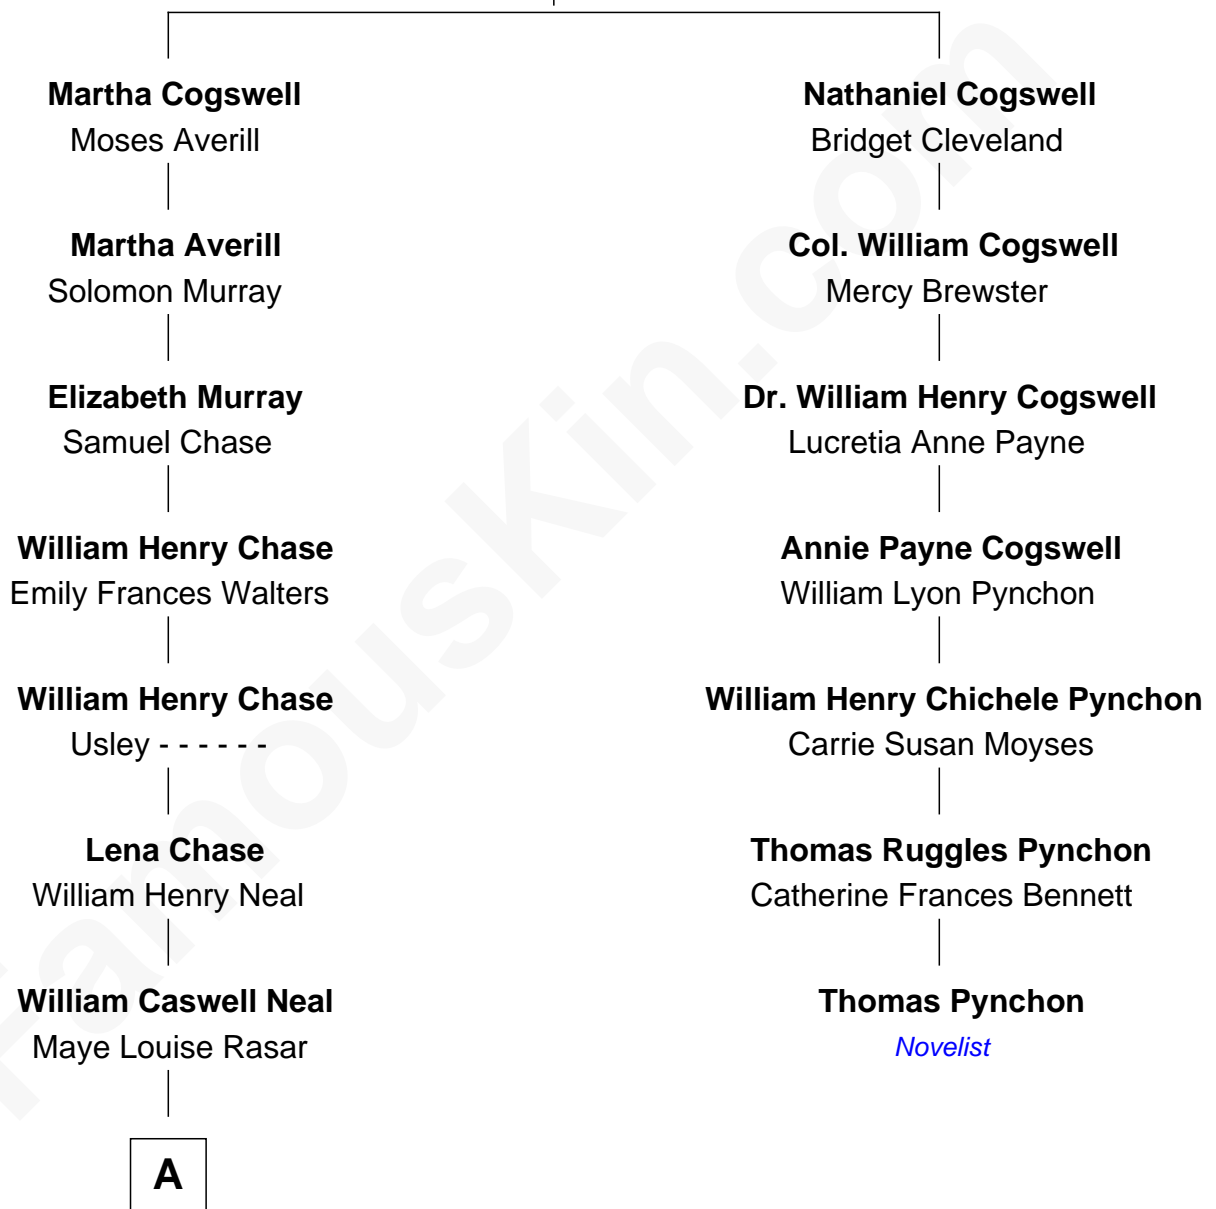 Martha Cogswell
Moses Averill
Martha Averill
Solomon Murray
Elizabeth Murray
Samuel Chase
William Henry Chase
Emily Frances Walters
William Henry Chase
Usley - - - - - -
Lena Chase
William Henry Neal
William Caswell Neal
Maye Louise Rasar
A
Nathaniel Cogswell
Bridget Cleveland
Col. William Cogswell
Mercy Brewster
Dr. William Henry Cogswell
Lucretia Anne Payne
Annie Payne Cogswell
William Lyon Pynchon
William Henry Chichele Pynchon
Carrie Susan Moyses
Thomas Ruggles Pynchon
Catherine Frances Bennett
Thomas Pynchon
Novelist
FamousKin.com